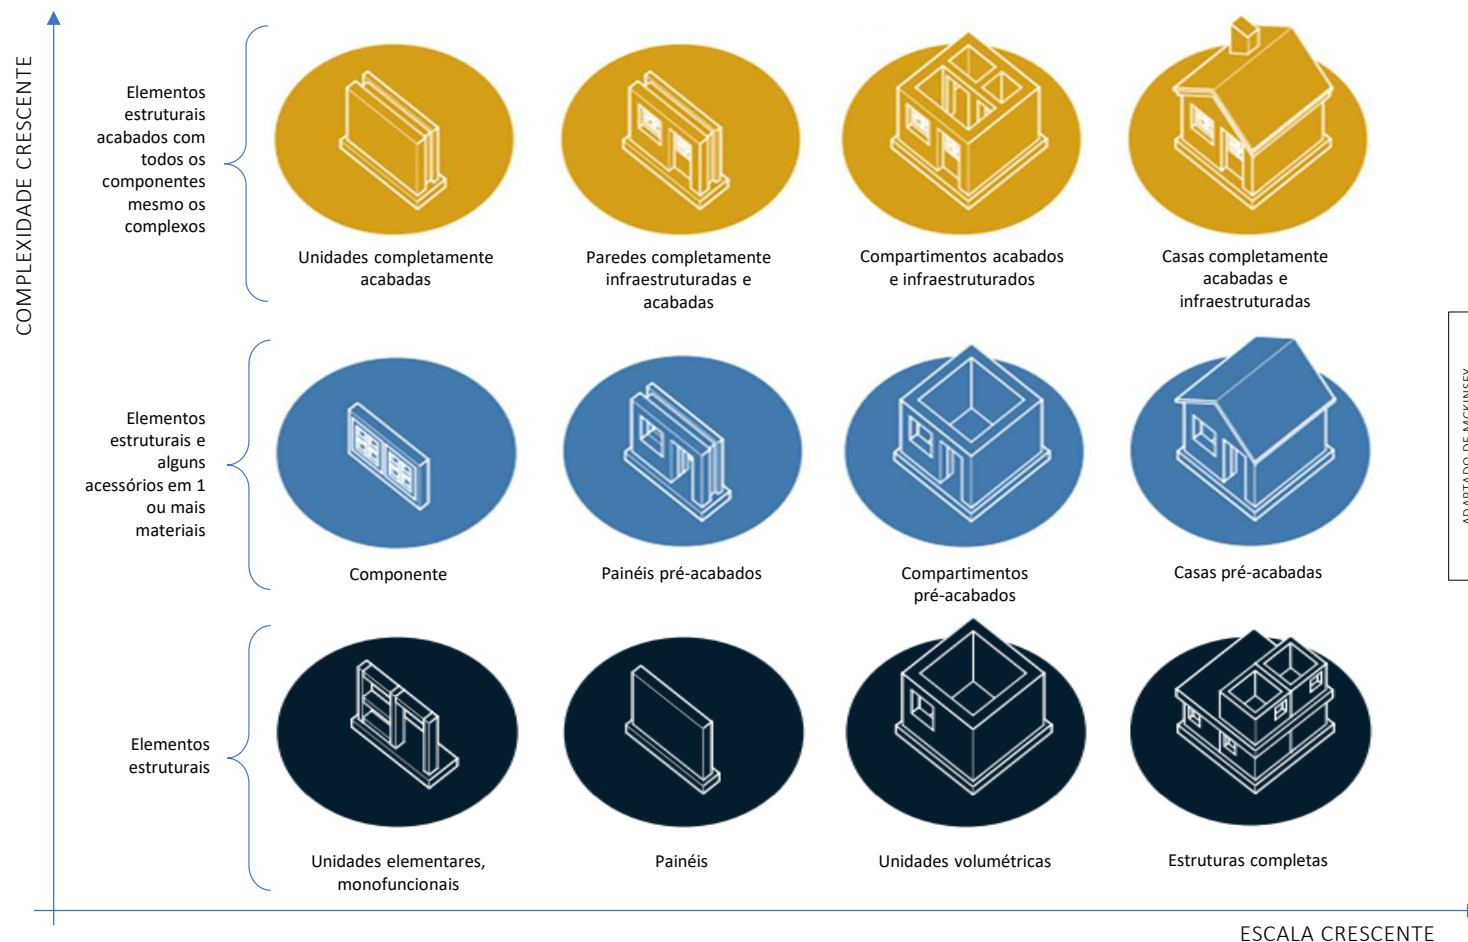 COMPLEXIDADE CRESCENTE
Elementos
estruturais
acabados com
todos os
componentes
mesmo os
complexos
Unidades completamente
acabadas
Paredes completamente
infraestruturadas e
acabadas
Compartimentos acabados
e infraestruturados
Casas completamente
acabadas e
infraestruturadas
Elementos
estruturais e
alguns
acessórios em 1
ou mais
materiais
Componente
Painéis pré-acabados
Compartimentos
pré-acabados
Casas pré-acabadas
ADAPTADO DE MCKINSEY
Elementos
estruturais
Unidades elementares,
monofuncionais
Painéis
Unidades volumétricas
Estruturas completas
ESCALA CRESCENTE